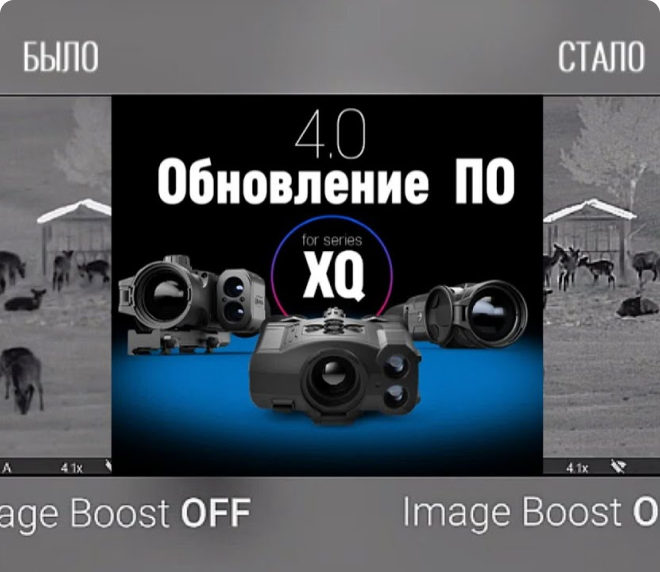 БЫЛО
СТАЛО
4.0
Обновление ПО
for series
XQ
A 4.1x
4.1x
age Boost OFF
Image Boost O